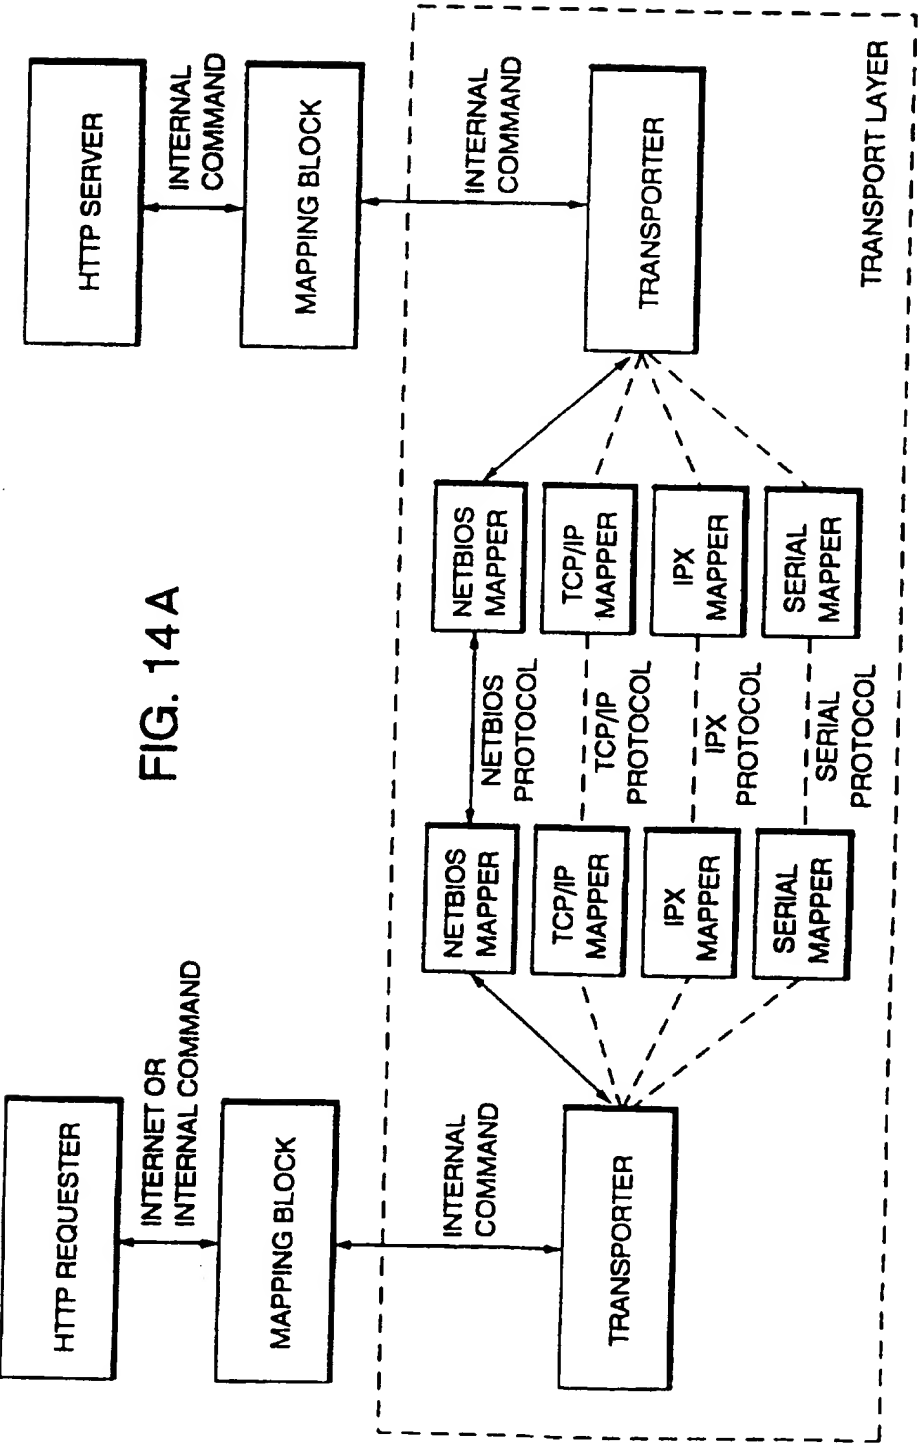 FIG. 14 A
HTTP REQUESTER
INTERNET OR
INTERNAL COMMAND
MAPPING BLOCK
INTERNAL
COMMAND
TRANSPORTER
HTTP SERVER
INTERNAL
COMMAND
MAPPING BLOCK
INTERNAL
COMMAND
TRANSPORTER
NETBIOS
MAPPER
NETBIOS
PROTOCOL
NETBIOS
MAPPER
TCP/IP
MAPPER
TCP/IP
PROTOCOL
TCP/IP
MAPPER
IPX
MAPPER
IPX
PROTOCOL
IPX
MAPPER
SERIAL
MAPPER
SERIAL
PROTOCOL
SERIAL
MAPPER
TRANSPORT LAYER